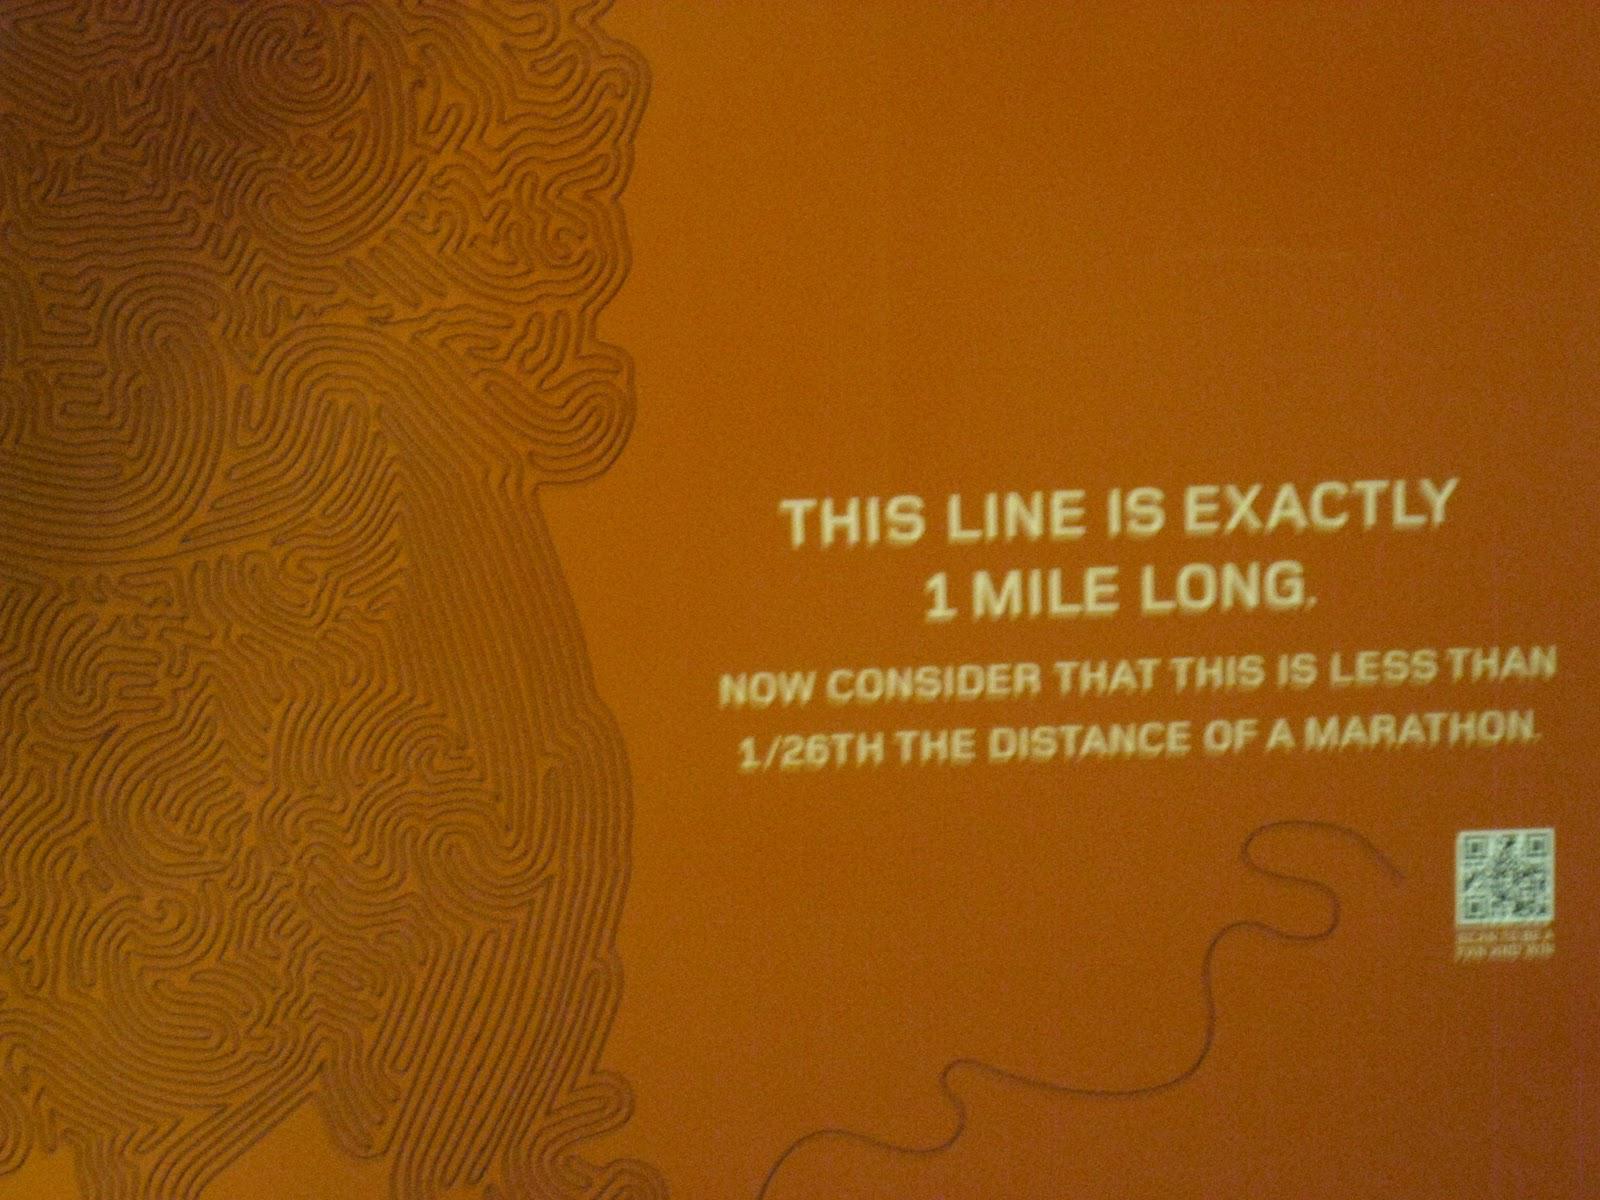 THIS LINE IS EXACTLY
1 MILE LONG.
NOW CONSIDER THAT THIS IS LESS THAN
1/26TH THE DISTANCE OF A MARATHON.